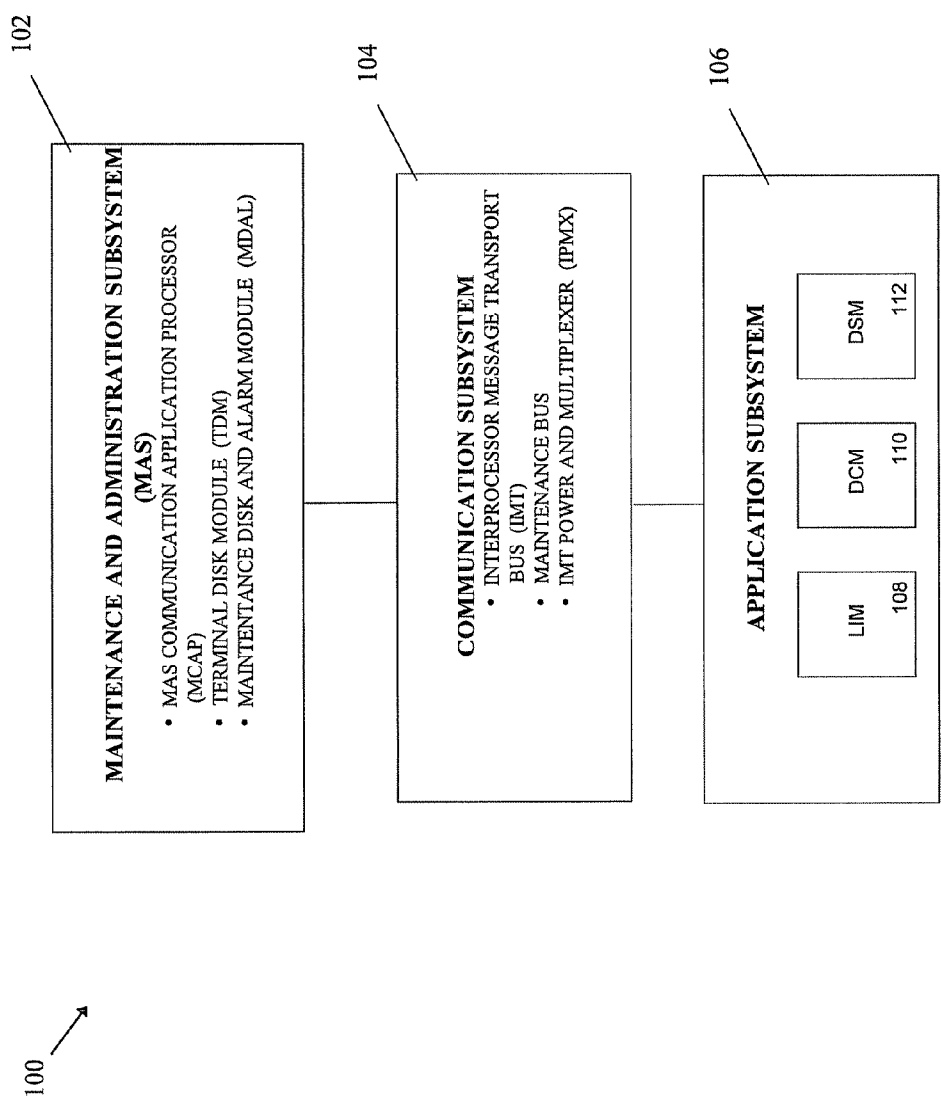 100
102
MAINTENANCE AND ADMINISTRATION SUBSYSTEM
(MAS)
• MAS COMMUNICATION APPLICATION PROCESSOR
(MCAP)
• TERMINAL DISK MODULE (TDM)
• MAINTENTANCE DISK AND ALARM MODULE (MDAL)
104
COMMUNICATION SUBSYSTEM
• INTERPROCESSOR MESSAGE TRANSPORT
BUS (IMT)
• MAINTENANCE BUS
• IMT POWER AND MULTIPLEXER (IPMX)
106
APPLICATION SUBSYSTEM
LIM
108
DCM
110
DSM
112